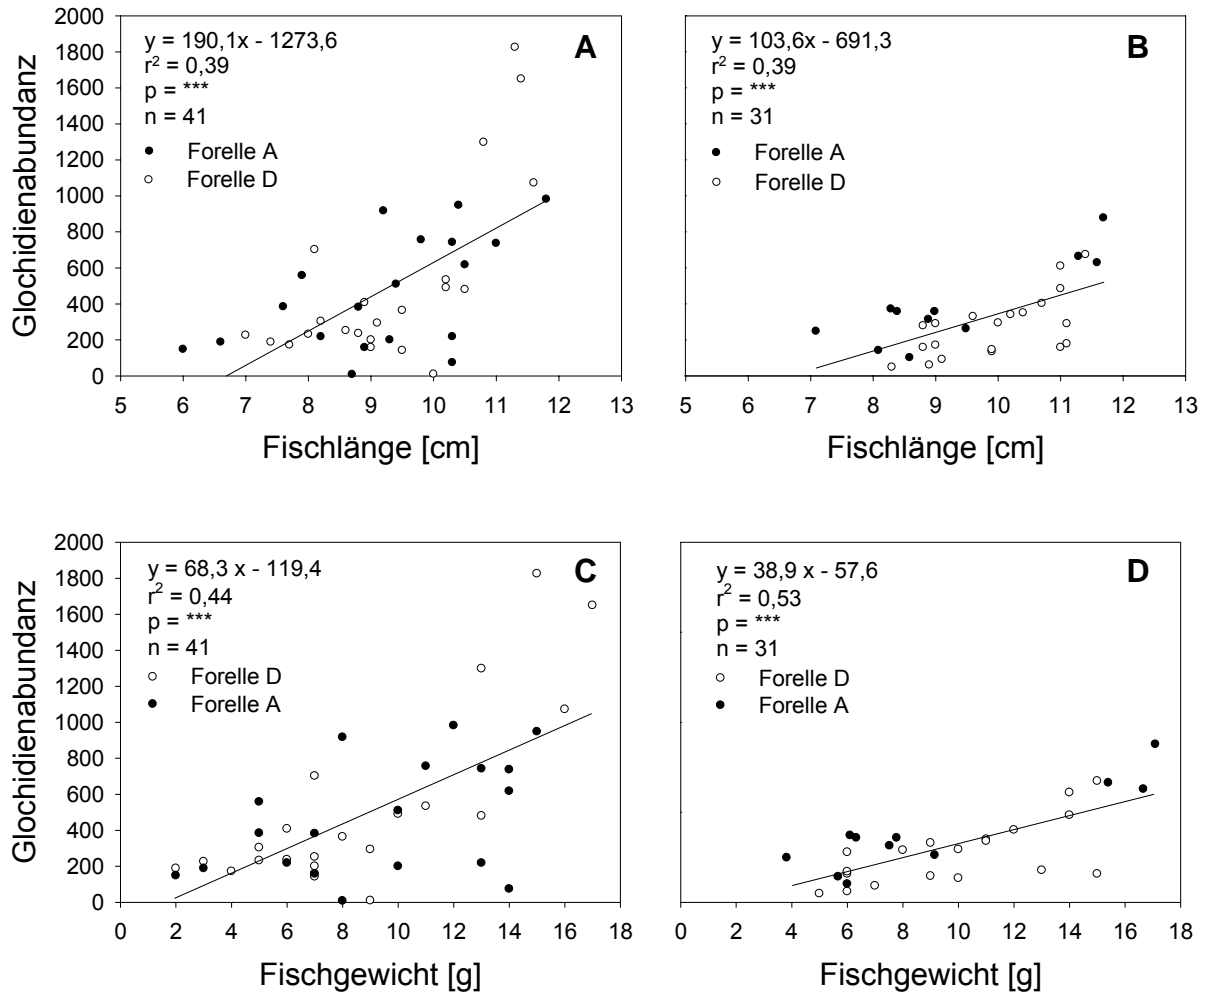 2000
1800
1600
1400
1200
1000
800
600
400
200
0
Glochidienabundanz
y = 190,1x - 1273,6
r² = 0,39
p = ***
n = 41
Forelle A
Forelle D
A
5 6 7 8 9 10 11 12 13
Fischlänge [cm]
y = 103,6x - 691,3
r² = 0,39
p = ***
n = 31
Forelle A
Forelle D
B
5 6 7 8 9 10 11 12 13
Fischlänge [cm]
2000
1800
1600
1400
1200
1000
800
600
400
200
0
Glochidienabundanz
y = 68,3 x - 119,4
r² = 0,44
p = ***
n = 41
Forelle D
Forelle A
C
0 2 4 6 8 10 12 14 16 18
Fischgewicht [g]
y = 38,9 x - 57,6
r² = 0,53
p = ***
n = 31
Forelle D
Forelle A
D
0 2 4 6 8 10 12 14 16 18
Fischgewicht [g]